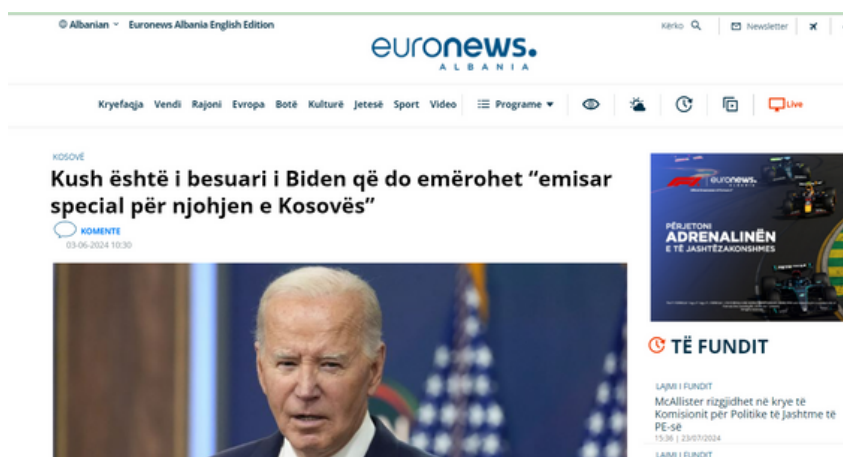 Albanian
Euronews Albania English Edition
Kërko
Newsletter
euronews.
ALBANIA
Kryefaqja Vendi Rajoni Evropa Botë Kulturë Jetesë Sport Video Programe Live
KOSOVË
Kush është i besuari i Biden që do emërohet “emisar
special për njohjen e Kosovës”
KOMENTE
03-06-2024 10:30
euronews.
PËRJETONI
ADRENALINËN
E TË JASHTËZAKONSHMES
TË FUNDIT
LAJMI I FUNDIT
McAllister rizgjidhet në krye të
Komisionit për Politike të Jashtme të
PE-së
15:36 | 23/07/2024
LAJMI I FUNDIT